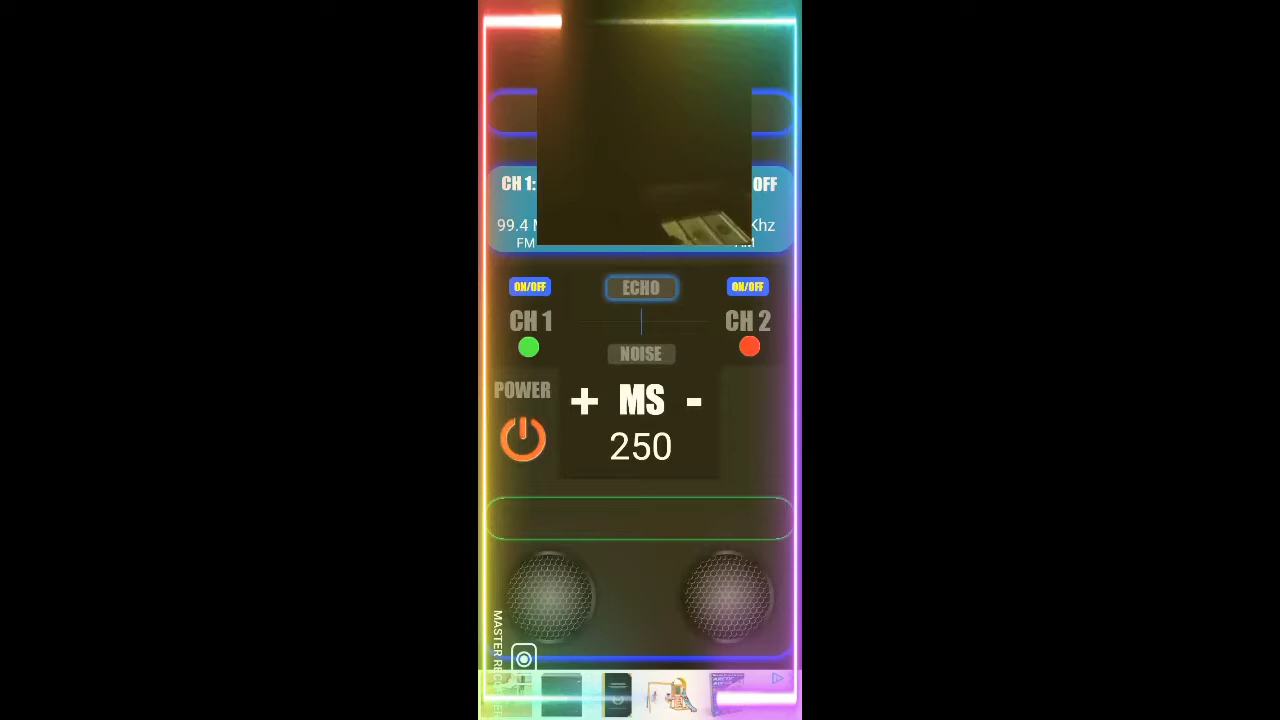 CH 1:
OFF
99.4
Khz
FM
ON/OFF
ECHO
ON/OFF
CH 1
CH 2
NOISE
POWER
+ MS -
250
MASTER